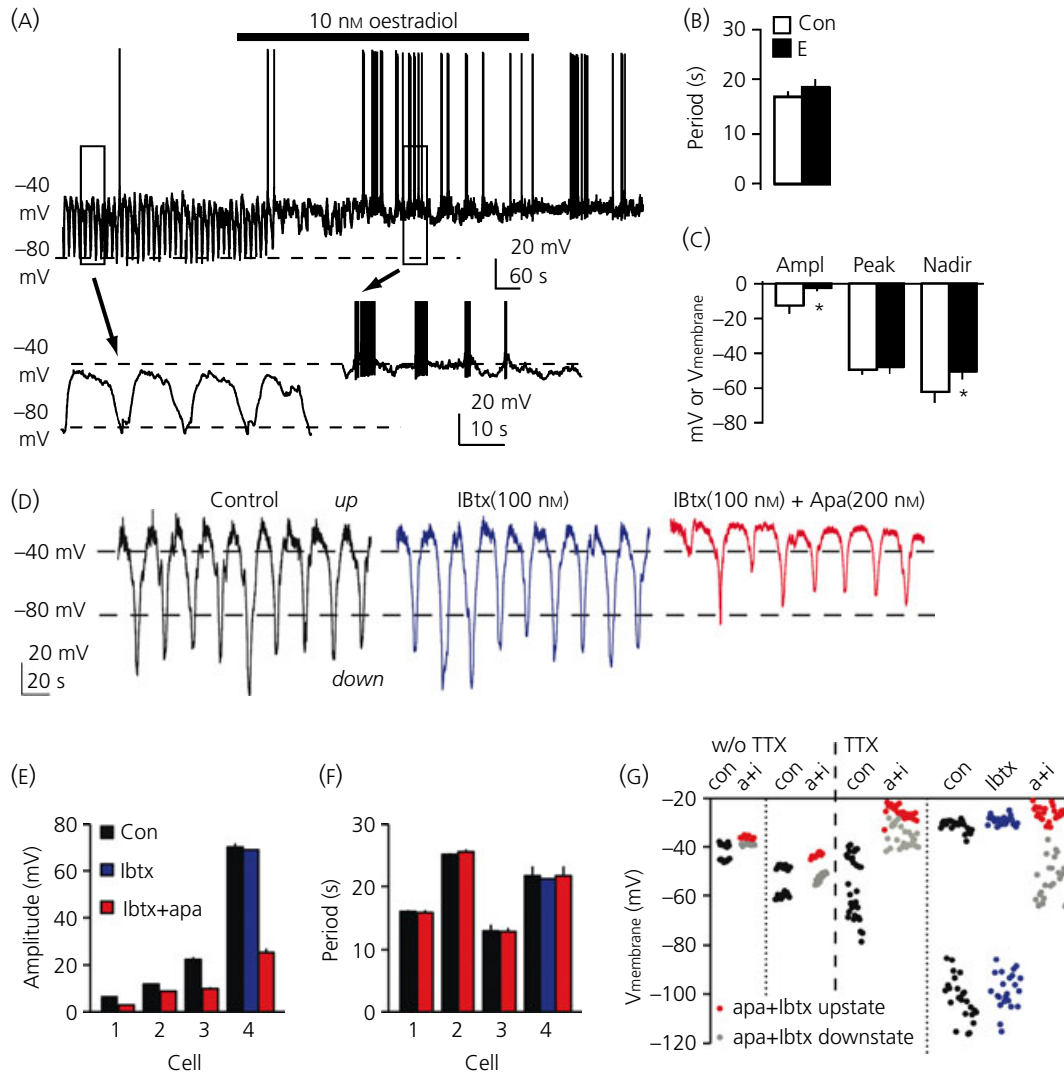 (A)
10 nM oestradiol
–40
mV
–80
mV
20 mV
60 s
–40
mV
–80
mV
20 mV
10 s
(B)
Con
E
Period (s)
30
20
10
0
(C)
Ampl Peak Nadir
mV or Vmembrane
0
–20
–40
–60
–80
*
*
(D)
Control up
IBtx(100 nM)
IBtx(100 nM) + Apa(200 nM)
–40 mV
–80 mV
20 mV
20 s
down
(E)
Amplitude (mV)
80
60
40
20
0
Con
Ibtx
Ibtx+apa
1 2 3 4
Cell
(F)
Period (s)
30
20
10
0
1 2 3 4
Cell
(G)
w/o TTX TTX
con a+i con a+i con a+i con Ibtx a+i
Vmembrane (mV)
–20
–40
–60
–80
–100
–120
apa+Ibtx upstate
apa+Ibtx downstate